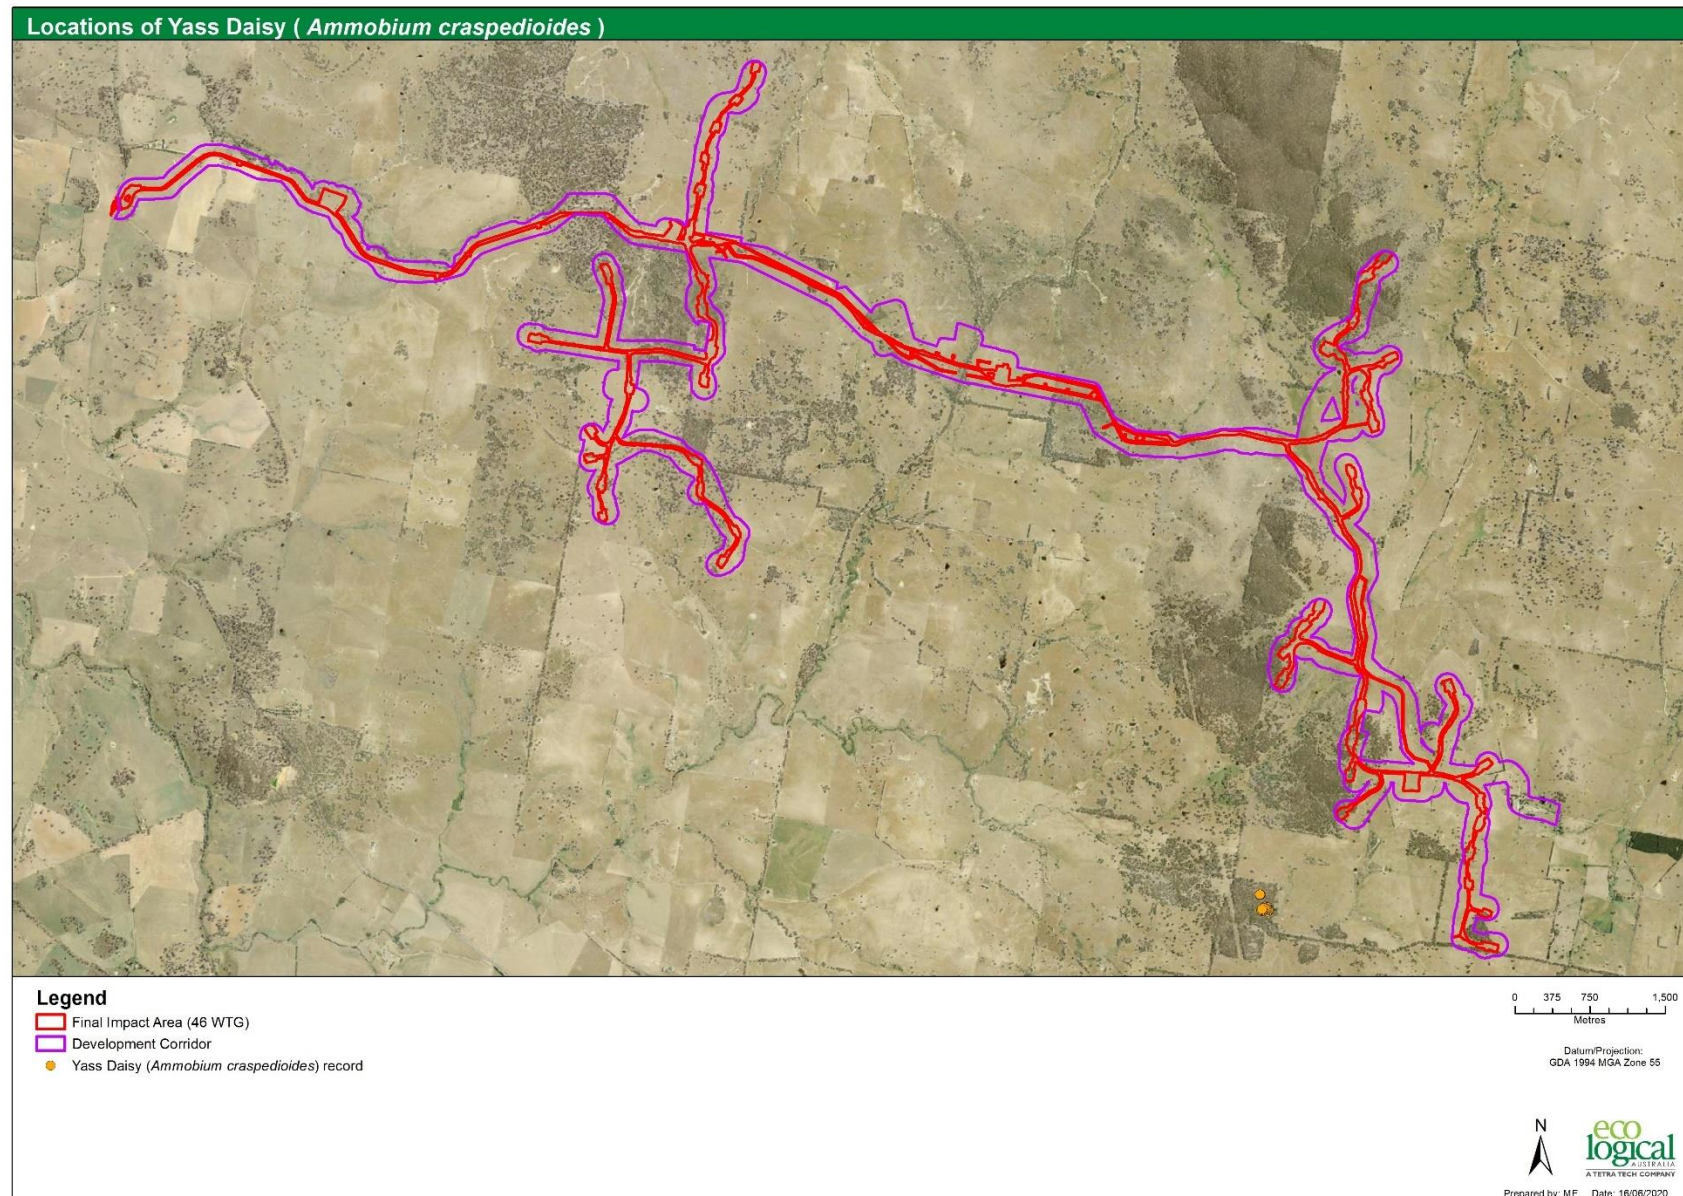 Locations of Yass Daisy ( Ammobium craspedioides )
Legend
Final Impact Area (46 WTG)
Development Corridor
Yass Daisy (Ammobium craspedioides) record
0 375 750 1,500
Metres
Datum/Projection:
GDA 1994 MGA Zone 55
N
eco
logical
AUSTRALIA
A TETRA TECH COMPANY
Prepared by: MF Date: 16/06/2020